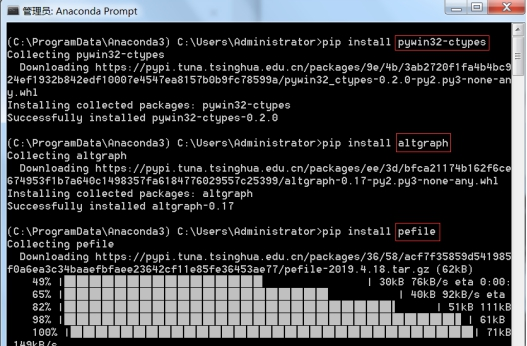 管理员: Anaconda Prompt
(C:\ProgramData\Anaconda3) C:\Users\Administrator>pip install pywin32-ctypes
Collecting pywin32-ctypes
Downloading https://pypi.tuna.tsinghua.edu.cn/packages/9e/4b/3ab2720f1fa4b4bc9
24ef1932b842edf10007e4547ea8157b0b9fc78599a/pywin32_ctypes-0.2.0-py2.py3-none-an
y.whl
Installing collected packages: pywin32-ctypes
Successfully installed pywin32-ctypes-0.2.0
(C:\ProgramData\Anaconda3) C:\Users\Administrator>pip install altgraph
Collecting altgraph
Downloading https://pypi.tuna.tsinghua.edu.cn/packages/ee/3d/bfca21174b162f6ce
674953f1b7a640c1498357fa6184776029557c25399/altgraph-0.17-py2.py3-none-any.whl
Installing collected packages: altgraph
Successfully installed altgraph-0.17
(C:\ProgramData\Anaconda3) C:\Users\Administrator>pip install pefile
Collecting pefile
Downloading https://pypi.tuna.tsinghua.edu.cn/packages/36/58/acf7f35859d541985
f0a6ea3c34baaefbfaee23642cf11e85fe36453ae77/pefile-2019.4.18.tar.gz (62kB)
49% | | 30kB 76kB/s eta 0:00:
65% | | 40kB 92kB/s eta
82% | | 51kB 111kB
98% | | 61kB
100% | | 71kB
149kB/s